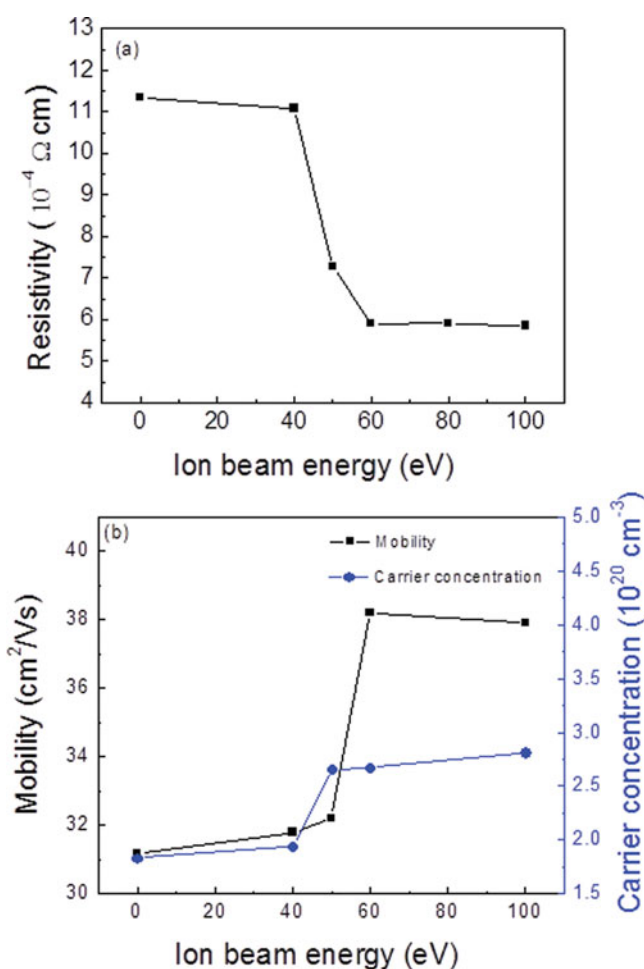 (a)
13
12
11
10
9
8
7
6
5
4
Resistivity ( 10⁻⁴ Ω cm)
0 20 40 60 80 100
Ion beam energy (eV)
(b)
Mobility
Carrier concentration
40
38
36
34
32
30
Mobility (cm²/Vs)
5.0
4.5
4.0
3.5
3.0
2.5
2.0
1.5
Carrier concentration (10²⁰ cm⁻³)
0 20 40 60 80 100
Ion beam energy (eV)